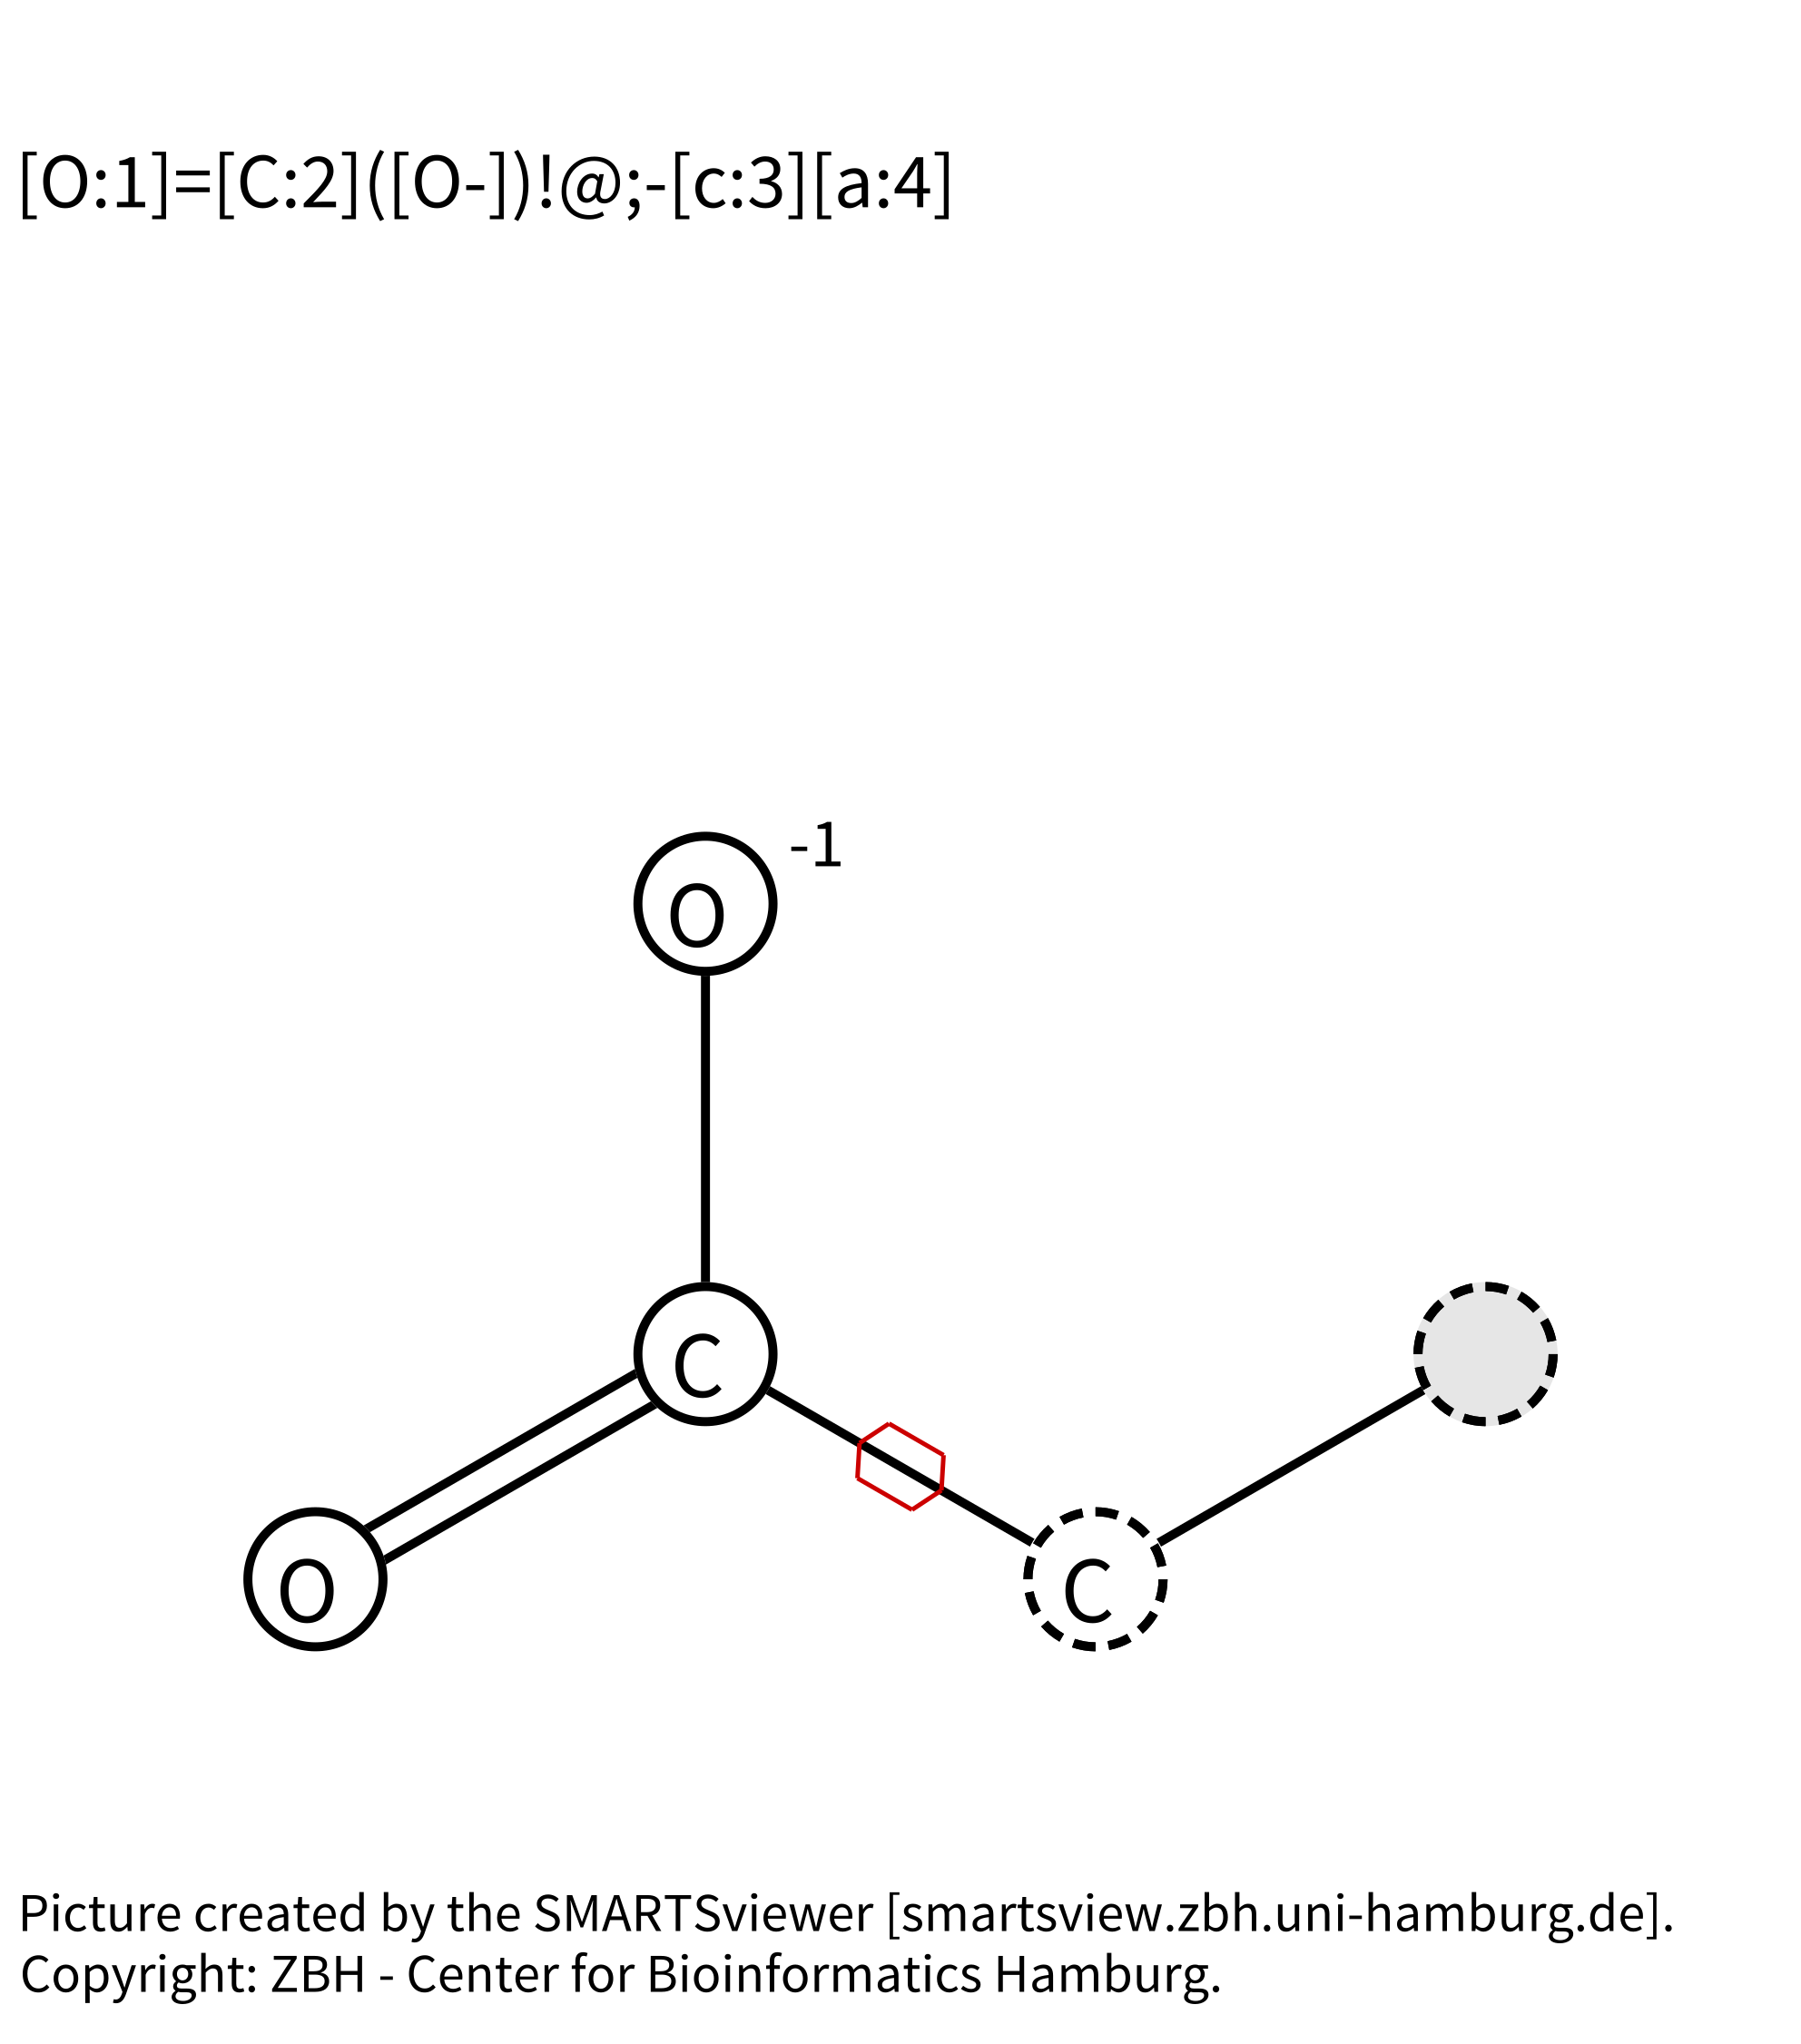 [O:1]=[C:2]([O-])!@;-[c:3][a:4]
O
-1
C
O
C
Picture created by the SMARTSviewer [smartsview.zbh.uni-hamburg.de].
Copyright: ZBH - Center for Bioinformatics Hamburg.